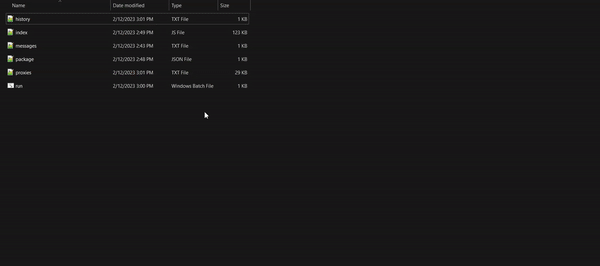 Name Date modified Type Size
history 2/12/2023 3:01 PM TXT File 1 KB
index 2/12/2023 2:49 PM JS File 123 KB
messages 2/12/2023 2:43 PM TXT File 1 KB
package 2/12/2023 2:48 PM JSON File 1 KB
proxies 2/12/2023 3:01 PM TXT File 29 KB
run 2/12/2023 3:00 PM Windows Batch File 1 KB